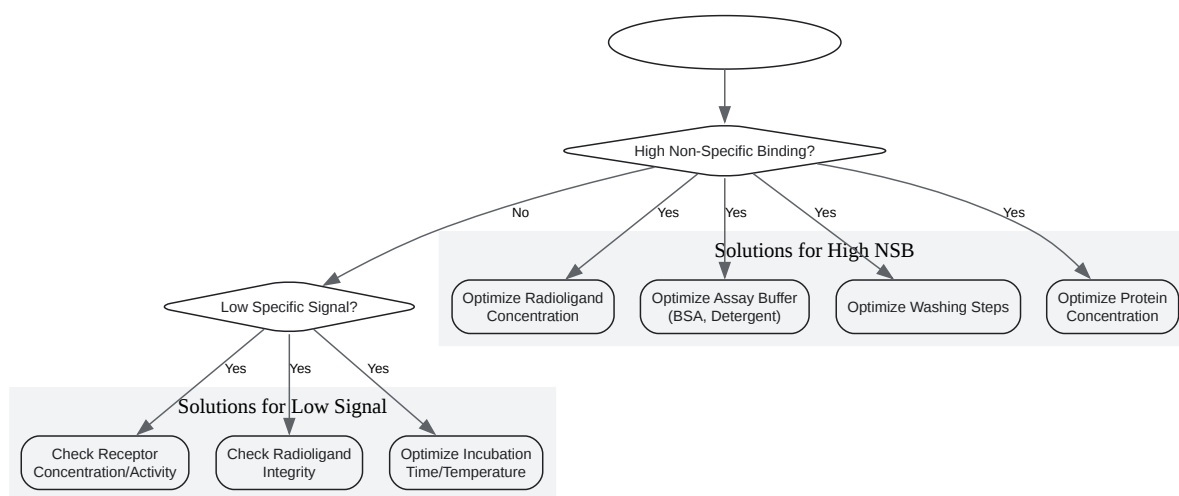 High Non-Specific Binding?
No
Yes
Yes
Yes
Yes
Solutions for High NSB
Optimize Radioligand
Concentration
Optimize Assay Buffer
(BSA, Detergent)
Optimize Washing Steps
Optimize Protein
Concentration
Low Specific Signal?
Yes
Yes
Yes
Solutions for Low Signal
Check Receptor
Concentration/Activity
Check Radioligand
Integrity
Optimize Incubation
Time/Temperature